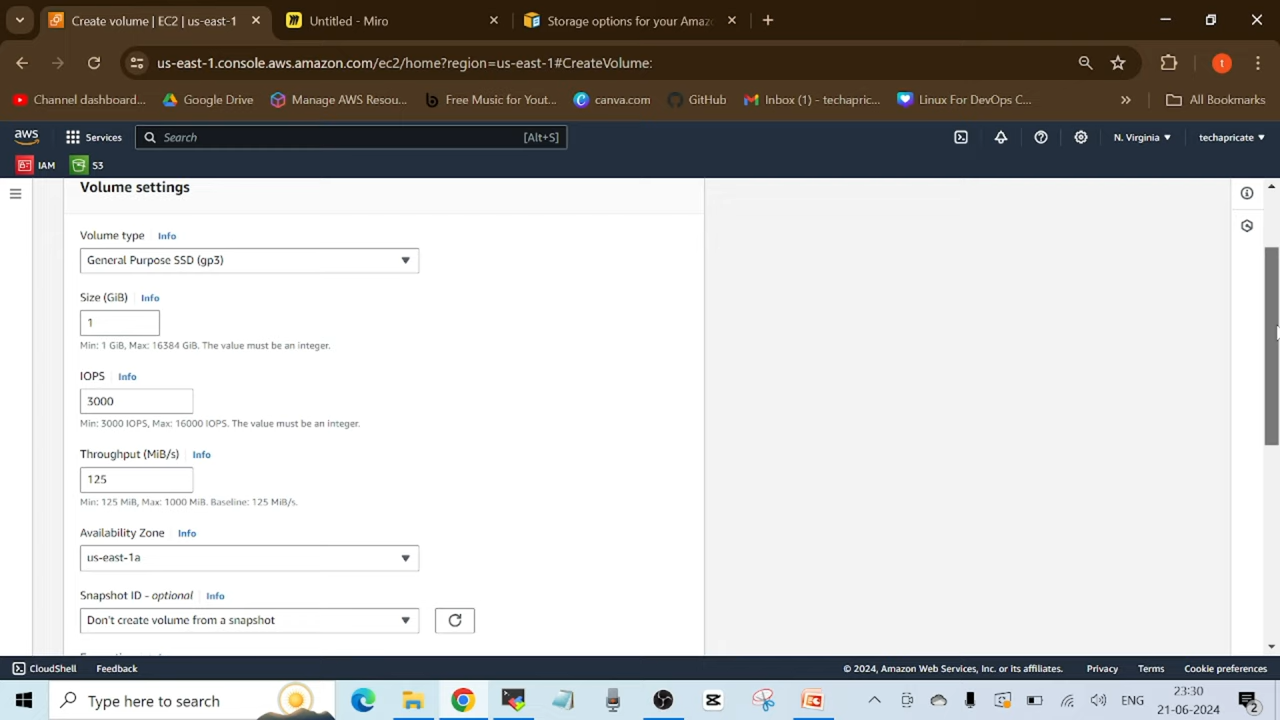 Create volume | EC2 | us-east-1
Untitled - Miro
Storage options for your Amaz
us-east-1.console.aws.amazon.com/ec2/home?region=us-east-1#CreateVolume:
Channel dashboard...
Google Drive
Manage AWS Resou...
Free Music for Yout...
canva.com
GitHub
Inbox (1) - techapric...
Linux For DevOps C...
All Bookmarks
aws
Services
Search
[Alt+S]
N. Virginia
techapricate
IAM
S3
Volume settings
Volume type Info
General Purpose SSD (gp3)
Size (GiB) Info
1
Min: 1 GiB, Max: 16384 GiB. The value must be an integer.
IOPS Info
3000
Min: 3000 IOPS, Max: 16000 IOPS. The value must be an integer.
Throughput (MiB/s) Info
125
Min: 125 MiB, Max: 1000 MiB. Baseline: 125 MiB/s.
Availability Zone Info
us-east-1a
Snapshot ID - optional Info
Don't create volume from a snapshot
CloudShell
Feedback
© 2024, Amazon Web Services, Inc. or its affiliates.
Privacy
Terms
Cookie preferences
Type here to search
ENG
23:30
21-06-2024
2